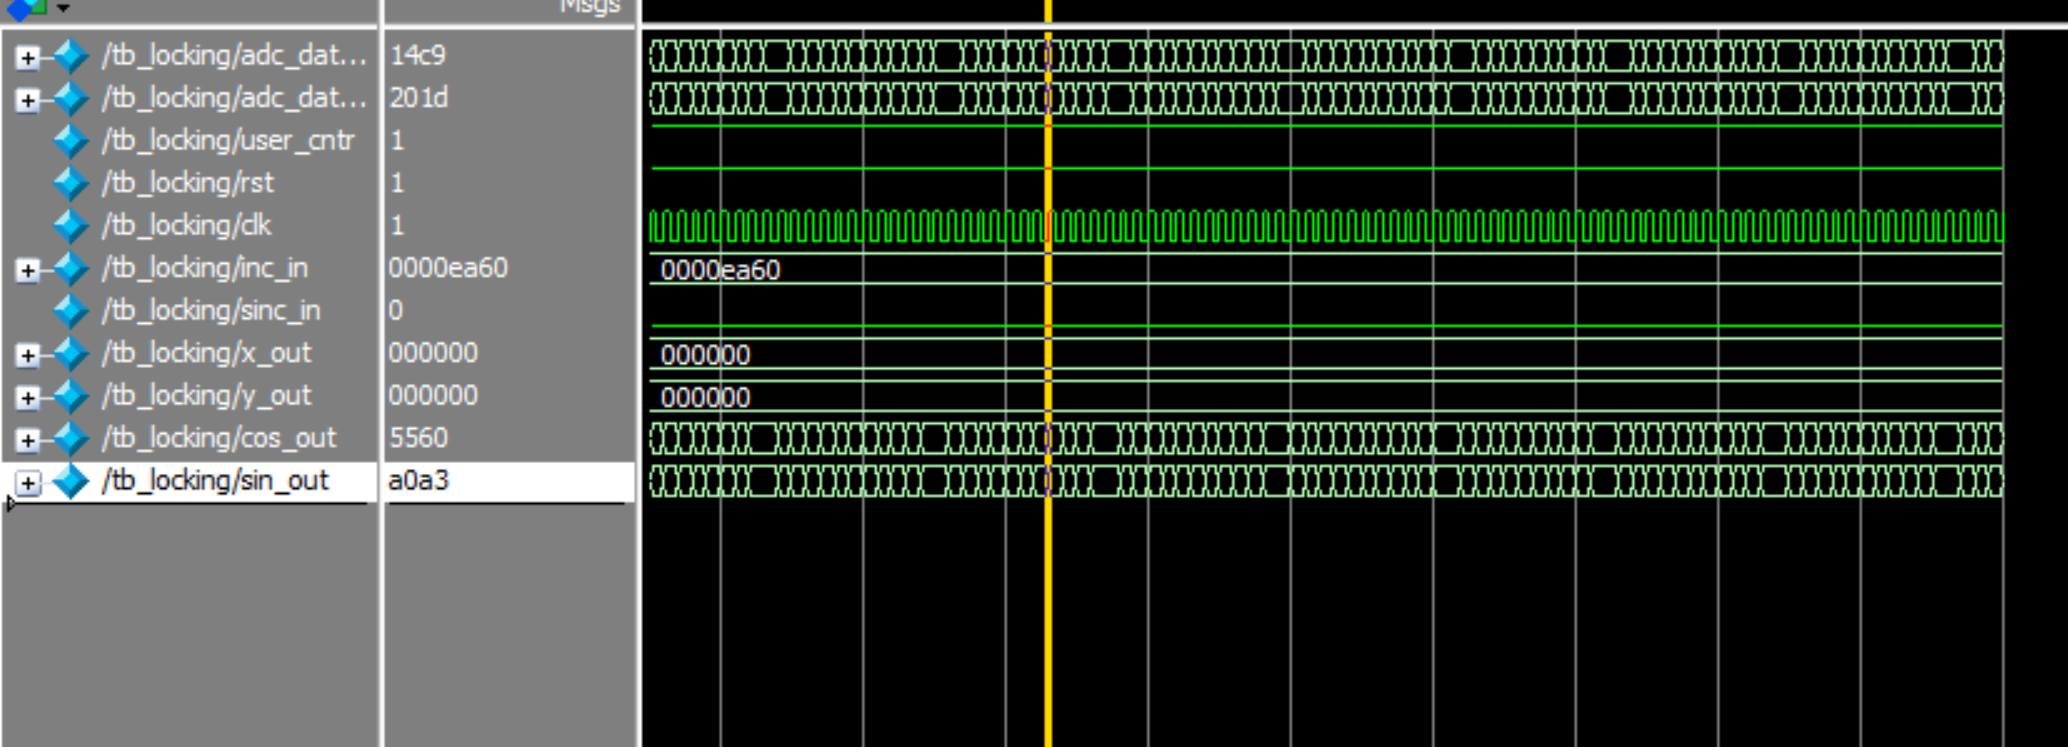 Msgs
/tb_locking/adc_dat... 14c9
/tb_locking/adc_dat... 201d
/tb_locking/user_cntr 1
/tb_locking/rst 1
/tb_locking/clk 1
/tb_locking/inc_in 0000ea60 0000ea60
/tb_locking/sinc_in 0
/tb_locking/x_out 000000 000000
/tb_locking/y_out 000000 000000
/tb_locking/cos_out 5560
/tb_locking/sin_out a0a3